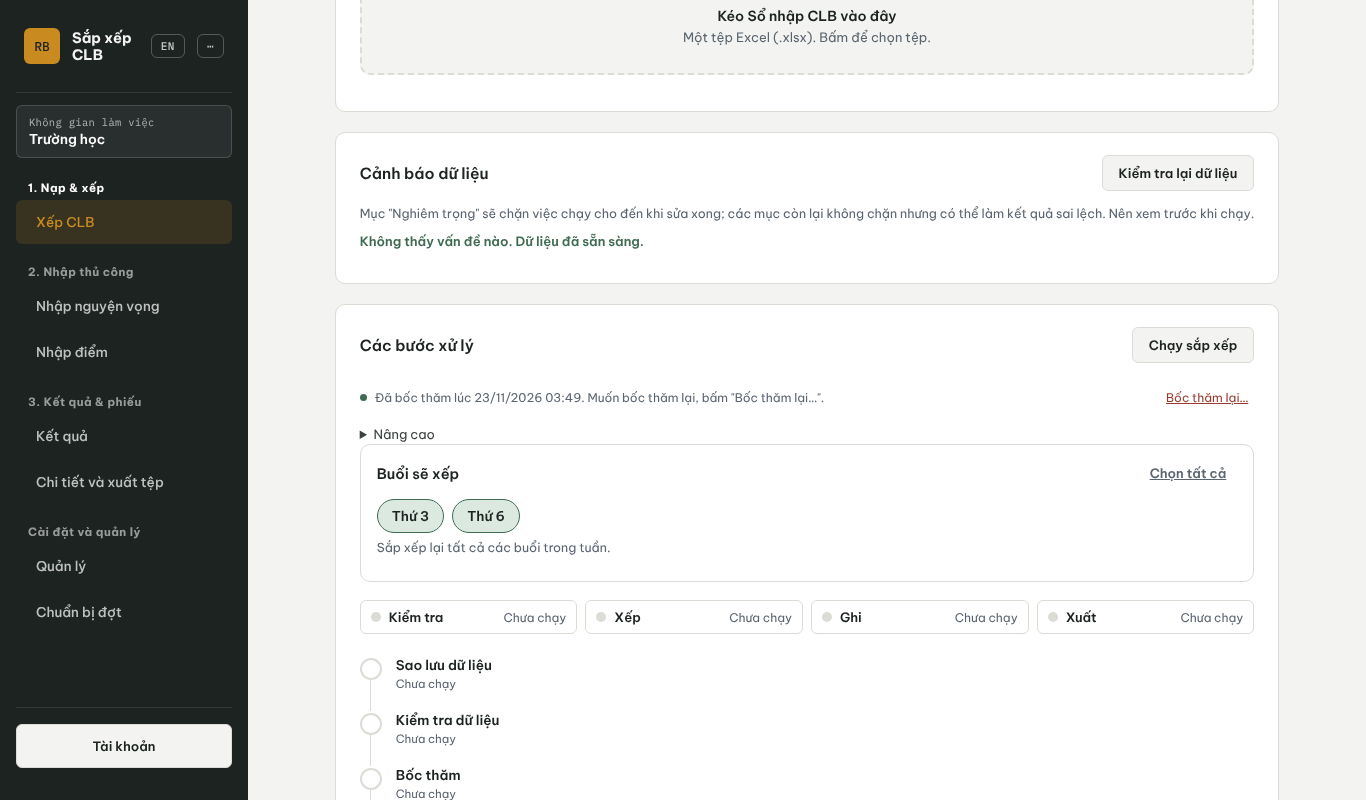 RB
Sắp xếp
CLB
EN
⋯
Không gian làm việc
Trường học
1. Nạp & xếp
Xếp CLB
2. Nhập thủ công
Nhập nguyện vọng
Nhập điểm
3. Kết quả & phiếu
Kết quả
Chi tiết và xuất tệp
Cài đặt và quản lý
Quản lý
Chuẩn bị đợt
Tài khoản
Kéo Sổ nhập CLB vào đây
Một tệp Excel (.xlsx). Bấm để chọn tệp.
Cảnh báo dữ liệu
Kiểm tra lại dữ liệu
Mục "Nghiêm trọng" sẽ chặn việc chạy cho đến khi sửa xong; các mục còn lại không chặn nhưng có thể làm kết quả sai lệch. Nên xem trước khi chạy.
Không thấy vấn đề nào. Dữ liệu đã sẵn sàng.
Các bước xử lý
Chạy sắp xếp
Đã bốc thăm lúc 23/11/2026 03:49. Muốn bốc thăm lại, bấm "Bốc thăm lại...".
Bốc thăm lại...
Nâng cao
Buổi sẽ xếp
Chọn tất cả
Thứ 3
Thứ 6
Sắp xếp lại tất cả các buổi trong tuần.
Kiểm tra
Chưa chạy
Xếp
Chưa chạy
Ghi
Chưa chạy
Xuất
Chưa chạy
Sao lưu dữ liệu
Chưa chạy
Kiểm tra dữ liệu
Chưa chạy
Bốc thăm
Chưa chạy